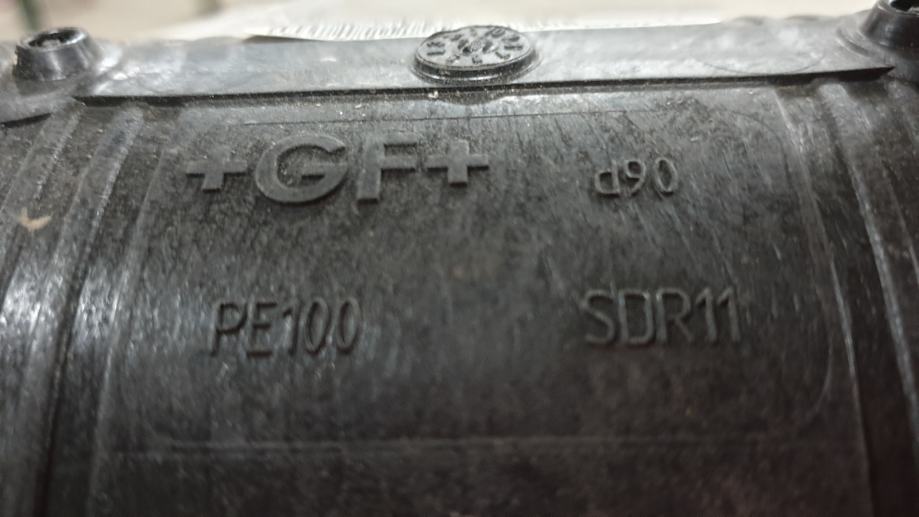 +GF+ d90
PE100 SDR11